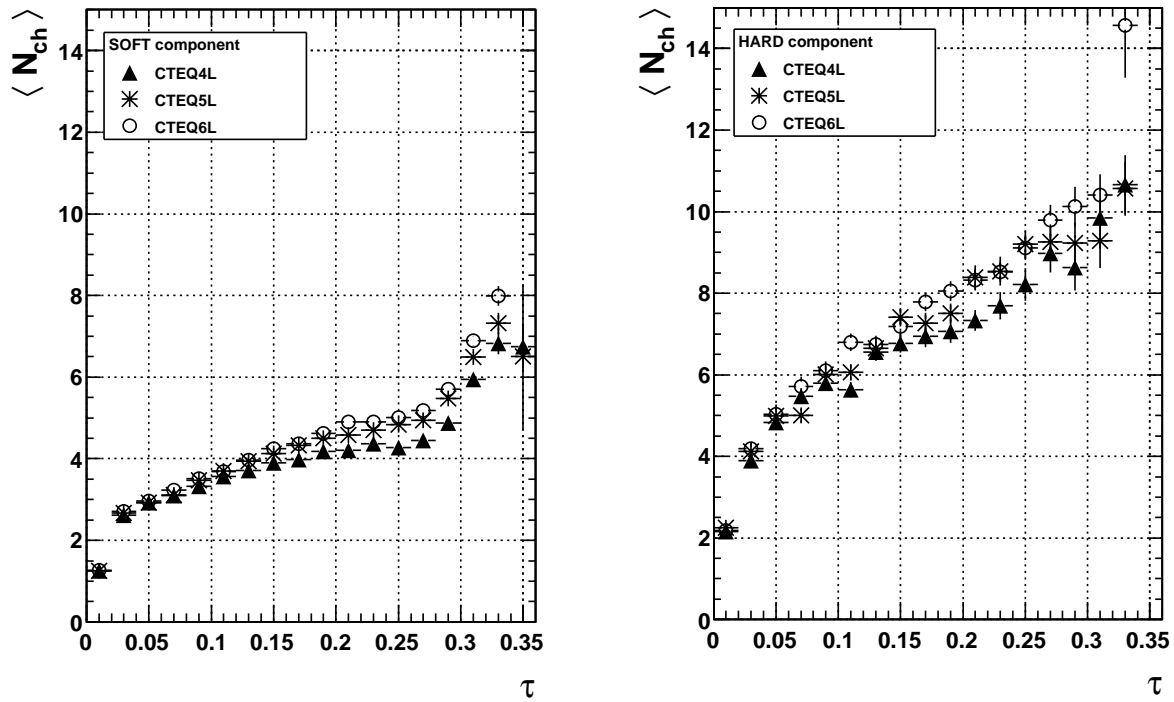 ⟨ N_ch ⟩
14
12
10
8
6
4
2
0
SOFT component
CTEQ4L
CTEQ5L
CTEQ6L
0 0.05 0.1 0.15 0.2 0.25 0.3 0.35
τ
⟨ N_ch ⟩
14
12
10
8
6
4
2
0
HARD component
CTEQ4L
CTEQ5L
CTEQ6L
0 0.05 0.1 0.15 0.2 0.25 0.3 0.35
τ